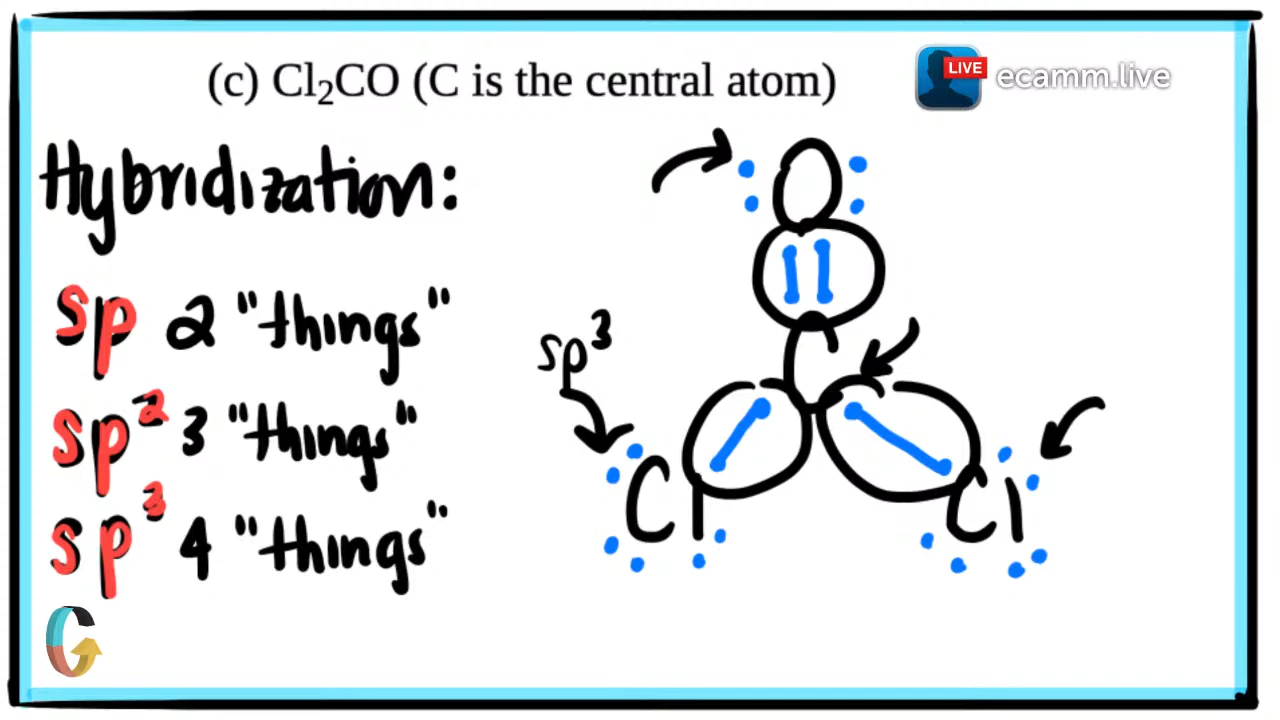 (c) Cl₂CO (C is the central atom)
LIVE ecamm.live
Hybridization:
sp 2 "things"
sp² 3 "things"
sp³ 4 "things"
sp³
O
C
Cl
Cl